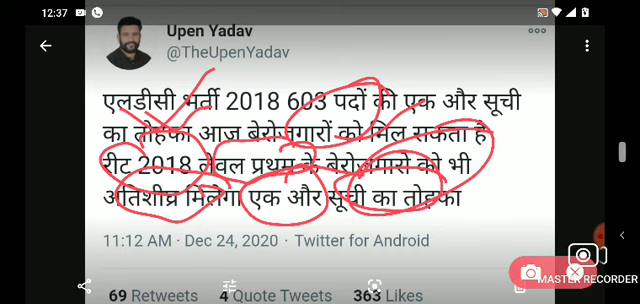 12:37
Upen Yadav
@TheUpenYadav
एलडीसी भर्ती 2018 603 पदों की एक और सूची
का तोहफा आज बेरोजगारों को मिल सकता है
रीट 2018 लेवल प्रथम के बेरोजगारो को भी
अतिशीघ्र मिलेगा एक और सूची का तोहफा
11:12 AM · Dec 24, 2020 · Twitter for Android
69 Retweets 4 Quote Tweets 363 Likes
MASTER RECORDER